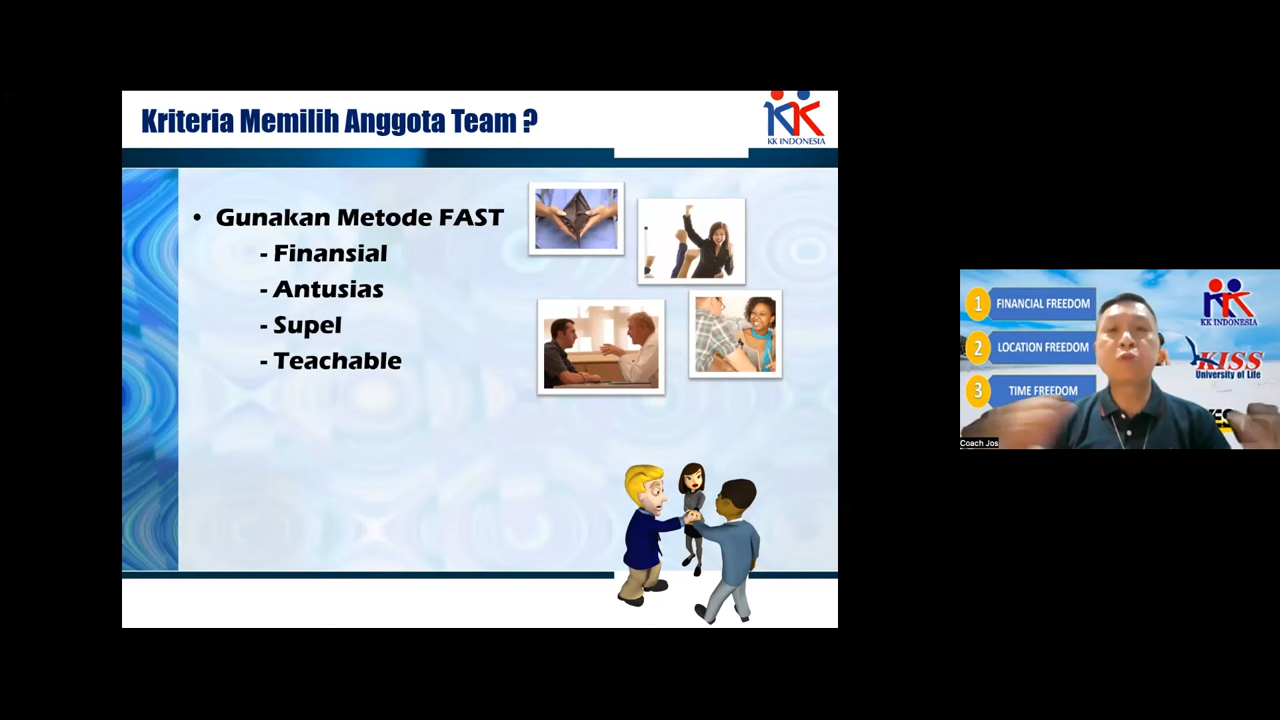 Kriteria Memilih Anggota Team ?
KK INDONESIA
• Gunakan Metode FAST
- Finansial
- Antusias
- Supel
- Teachable
1 FINANCIAL FREEDOM
2 LOCATION FREEDOM
3 TIME FREEDOM
KK INDONESIA
KISS
University of Life
Coach Jos